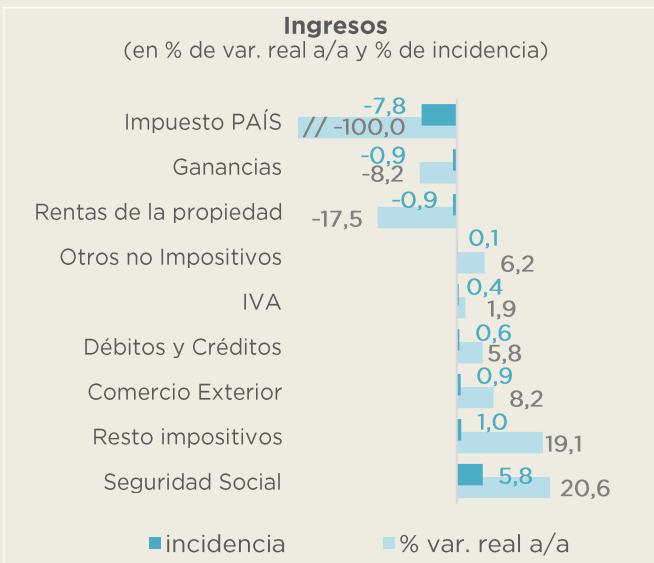 Ingresos
(en % de var. real a/a y % de incidencia)
Impuesto PAÍS -7,8 // -100,0
Ganancias -0,9 -8,2
Rentas de la propiedad -0,9 -17,5
Otros no Impositivos 0,1 6,2
IVA 0,4 1,9
Débitos y Créditos 0,6 5,8
Comercio Exterior 0,9 8,2
Resto impositivos 1,0 19,1
Seguridad Social 5,8 20,6
incidencia % var. real a/a